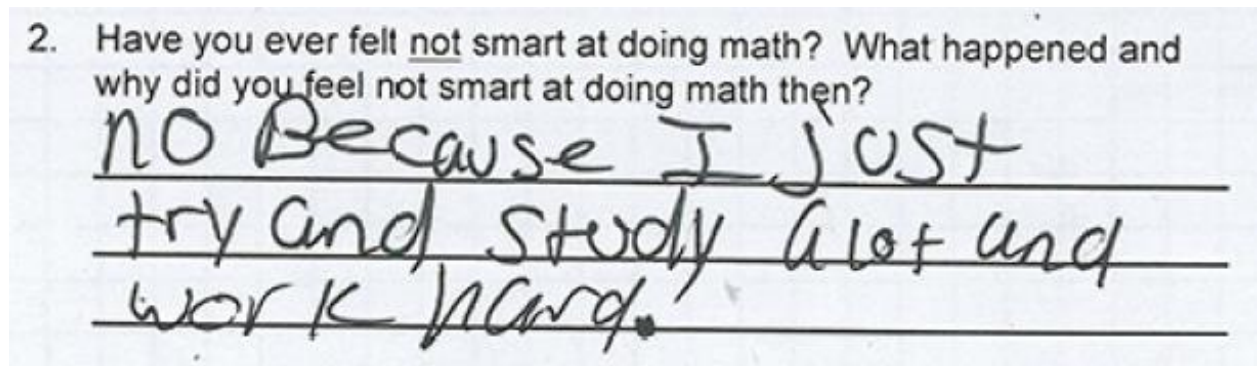 2. Have you ever felt not smart at doing math? What happened and
why did you feel not smart at doing math then?
no Because I just
try and study a lot and
work hard.